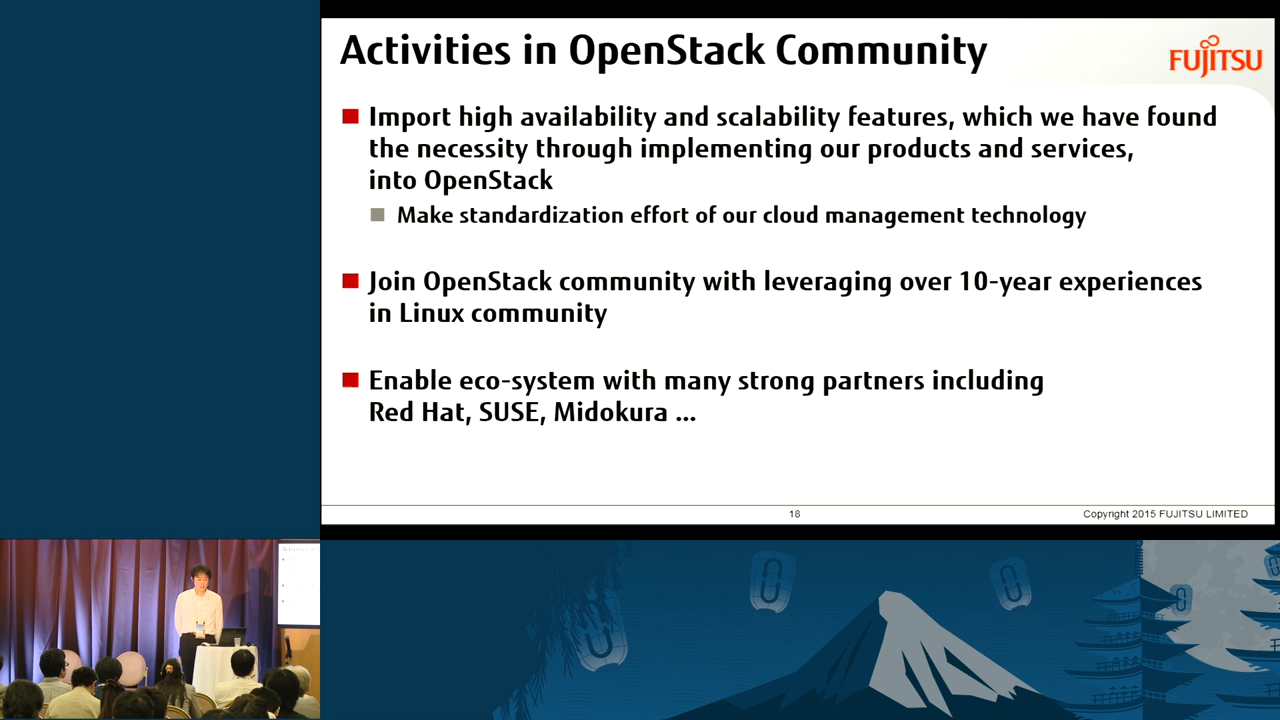 Activities in OpenStack Community
FUJITSU
Import high availability and scalability features, which we have found
the necessity through implementing our products and services,
into OpenStack
Make standardization effort of our cloud management technology
Join OpenStack community with leveraging over 10-year experiences
in Linux community
Enable eco-system with many strong partners including
Red Hat, SUSE, Midokura ...
18
Copyright 2015 FUJITSU LIMITED